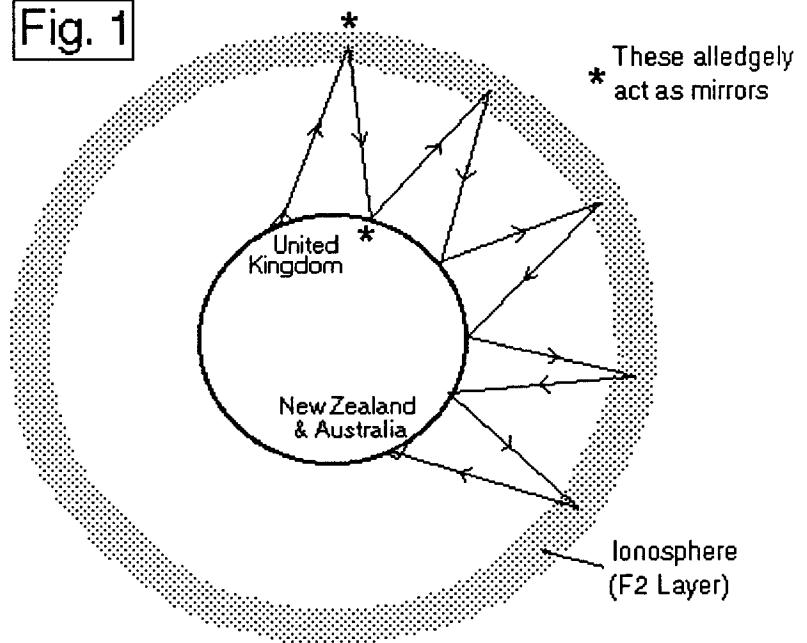 Fig. 1
*
* These alledgely
act as mirrors
*
United
Kingdom
New Zealand
& Australia
Ionosphere
(F2 Layer)